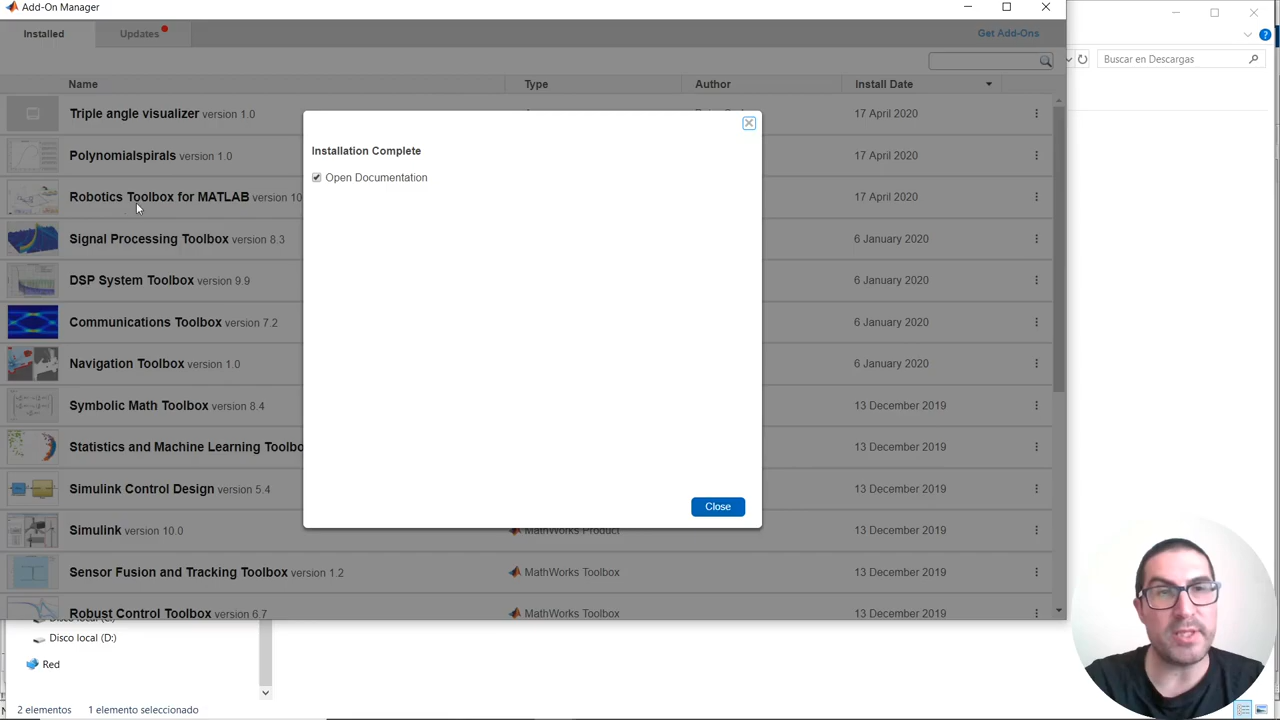 Add-On Manager
Installed
Updates
Get Add-Ons
Buscar en Descargas
Name
Type
Author
Install Date
Triple angle visualizer version 1.0
17 April 2020
Polynomialspirals version 1.0
17 April 2020
Robotics Toolbox for MATLAB version 10
17 April 2020
Signal Processing Toolbox version 8.3
6 January 2020
DSP System Toolbox version 9.9
6 January 2020
Communications Toolbox version 7.2
6 January 2020
Navigation Toolbox version 1.0
6 January 2020
Symbolic Math Toolbox version 8.4
13 December 2019
Statistics and Machine Learning Toolbo
13 December 2019
Simulink Control Design version 5.4
13 December 2019
Simulink version 10.0
MathWorks Product
13 December 2019
Sensor Fusion and Tracking Toolbox version 1.2
MathWorks Toolbox
13 December 2019
Robust Control Toolbox version 6.7
MathWorks Toolbox
13 December 2019
Installation Complete
Open Documentation
Close
Disco local (C:)
Disco local (D:)
Red
2 elementos
1 elemento seleccionado